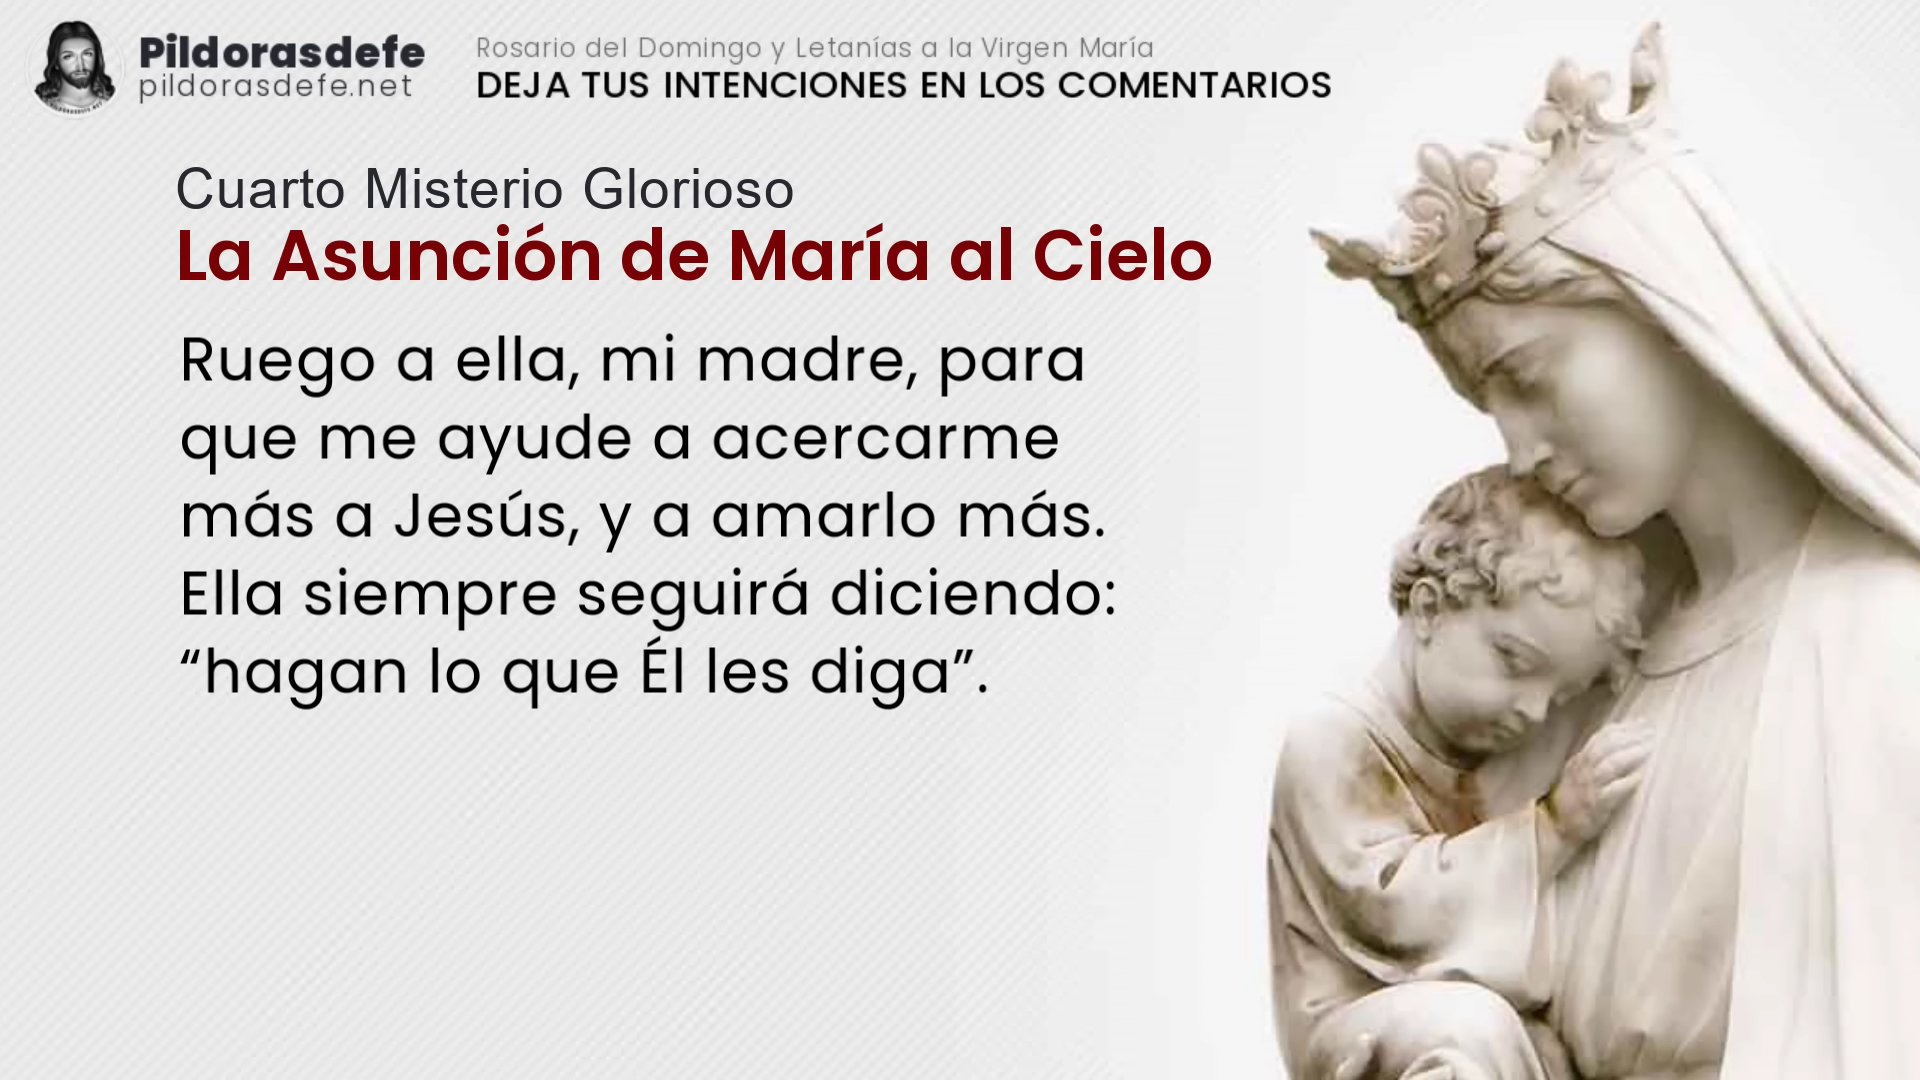 Pildorasdefe
pildorasdefe.net
Rosario del Domingo y Letanías a la Virgen María
DEJA TUS INTENCIONES EN LOS COMENTARIOS
Cuarto Misterio Glorioso
La Asunción de María al Cielo
Ruego a ella, mi madre, para
que me ayude a acercarme
más a Jesús, y a amarlo más.
Ella siempre seguirá diciendo:
“hagan lo que Él les diga”.